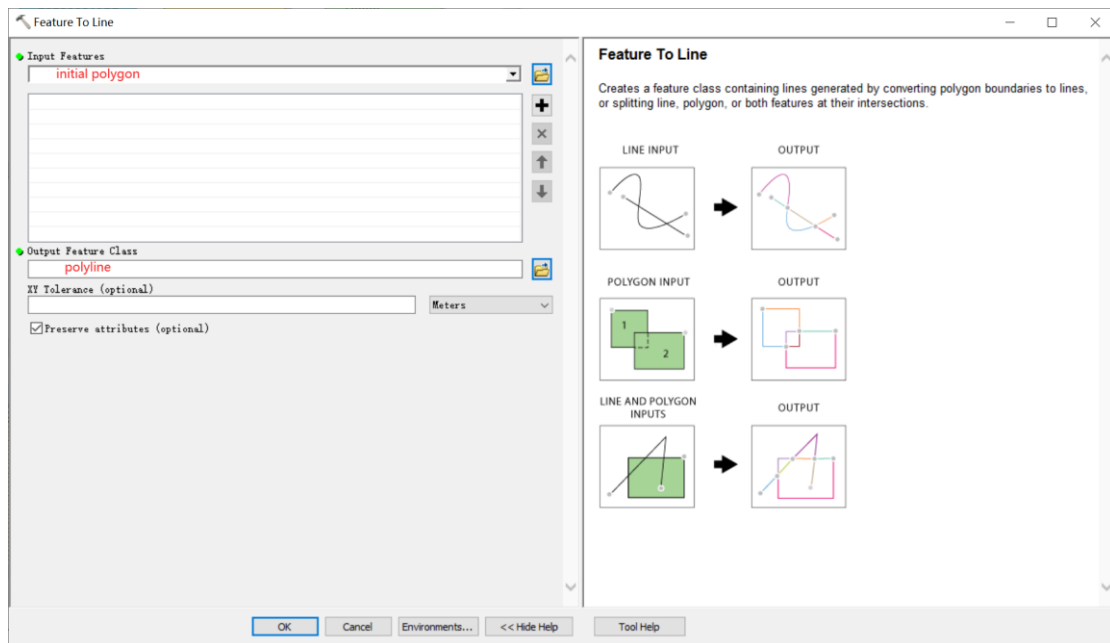 Feature To Line
Input Features
initial polygon
Output Feature Class
polyline
XY Tolerance (optional)
Meters
Preserve attributes (optional)
Feature To Line
Creates a feature class containing lines generated by converting polygon boundaries to lines,
or splitting line, polygon, or both features at their intersections.
LINE INPUT
OUTPUT
POLYGON INPUT
OUTPUT
1
2
LINE AND POLYGON
INPUTS
OUTPUT
OK
Cancel
Environments...
<< Hide Help
Tool Help